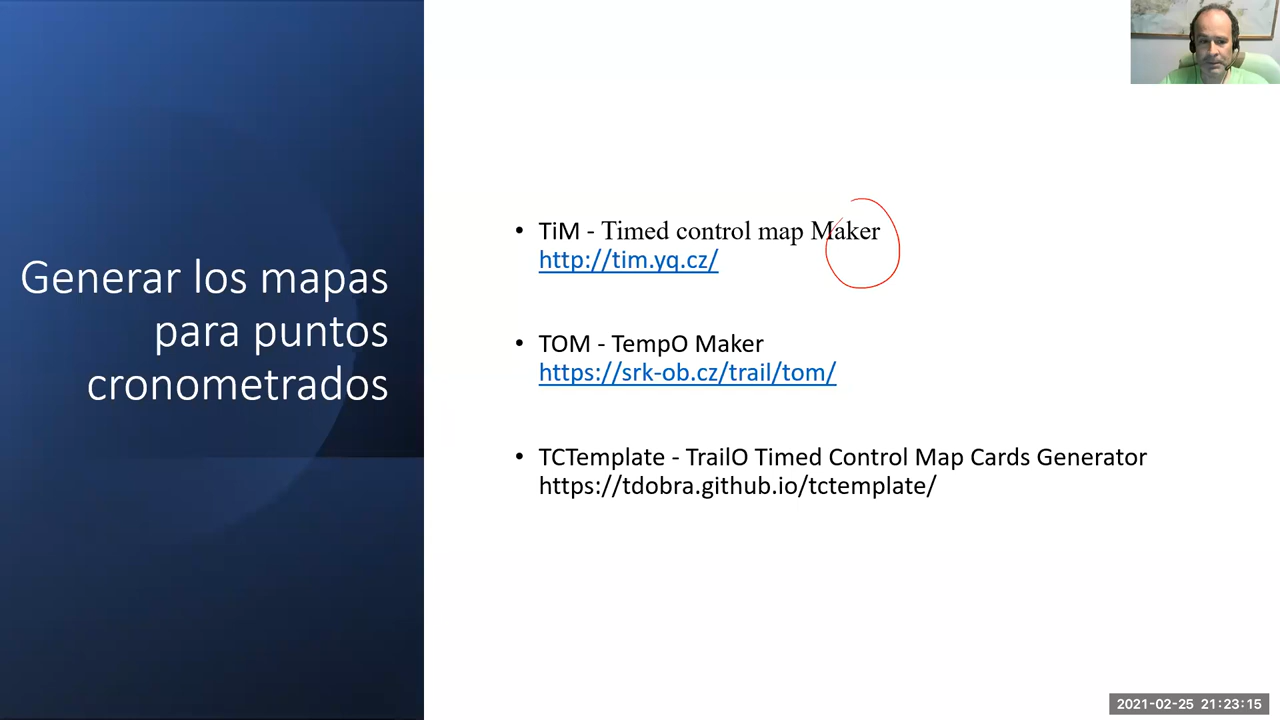 Generar los mapas
para puntos
cronometrados
• TiM - Timed control map Maker
http://tim.yq.cz/
• TOM - TempO Maker
https://srk-ob.cz/trail/tom/
• TCTemplate - TrailO Timed Control Map Cards Generator
https://tdobra.github.io/tctemplate/
2021-02-25 21:23:15